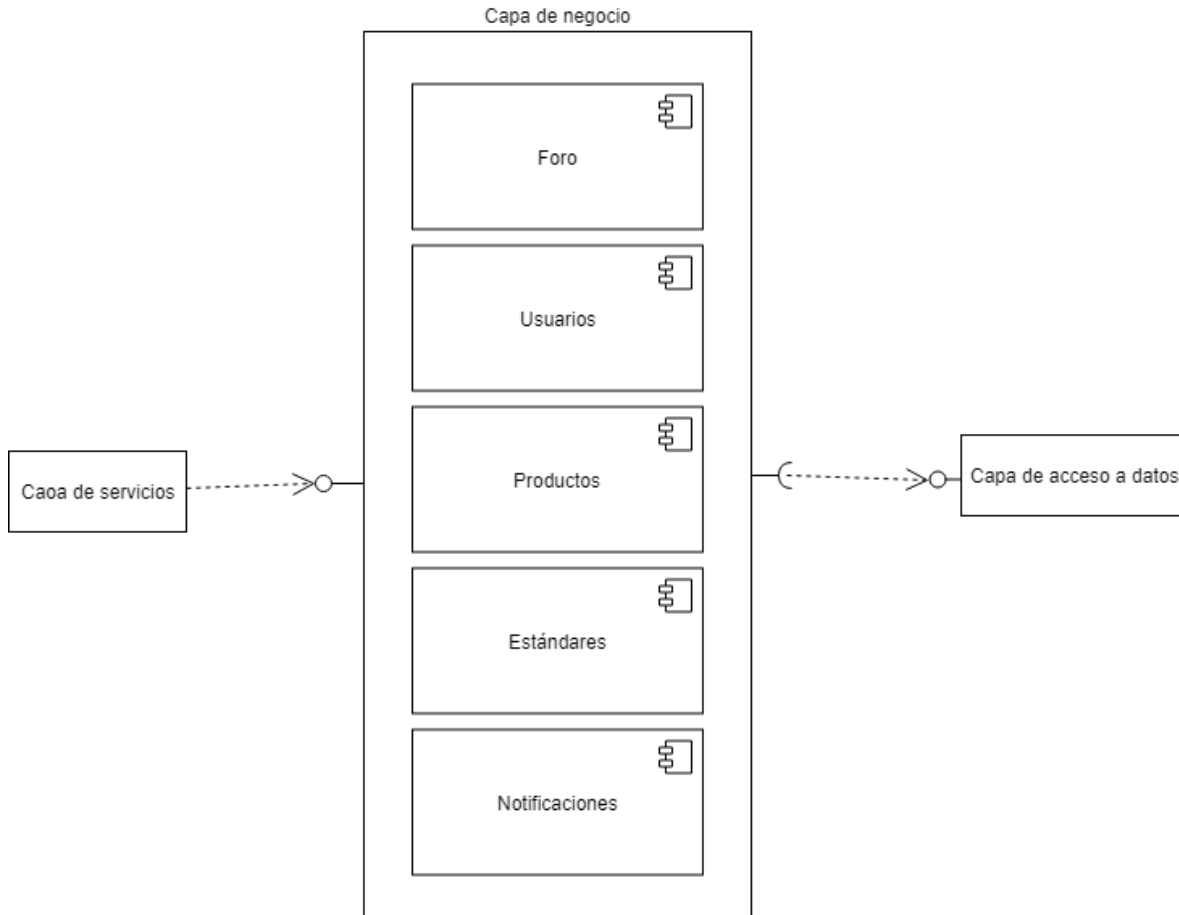 Capa de negocio
Foro
Usuarios
Caoa de servicios
Productos
Capa de acceso a datos
Estándares
Notificaciones